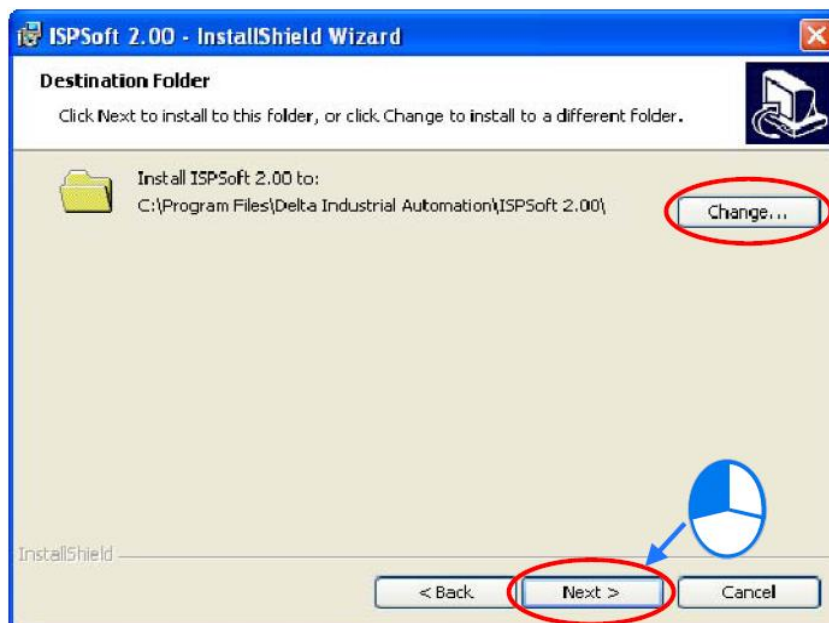 ISPSoft 2.00 - InstallShield Wizard
Destination Folder
Click Next to install to this folder, or click Change to install to a different folder.
Install ISPSoft 2.00 to:
C:\Program Files\Delta Industrial Automation\ISPSoft 2.00\
Change...
InstallShield
< Back
Next >
Cancel